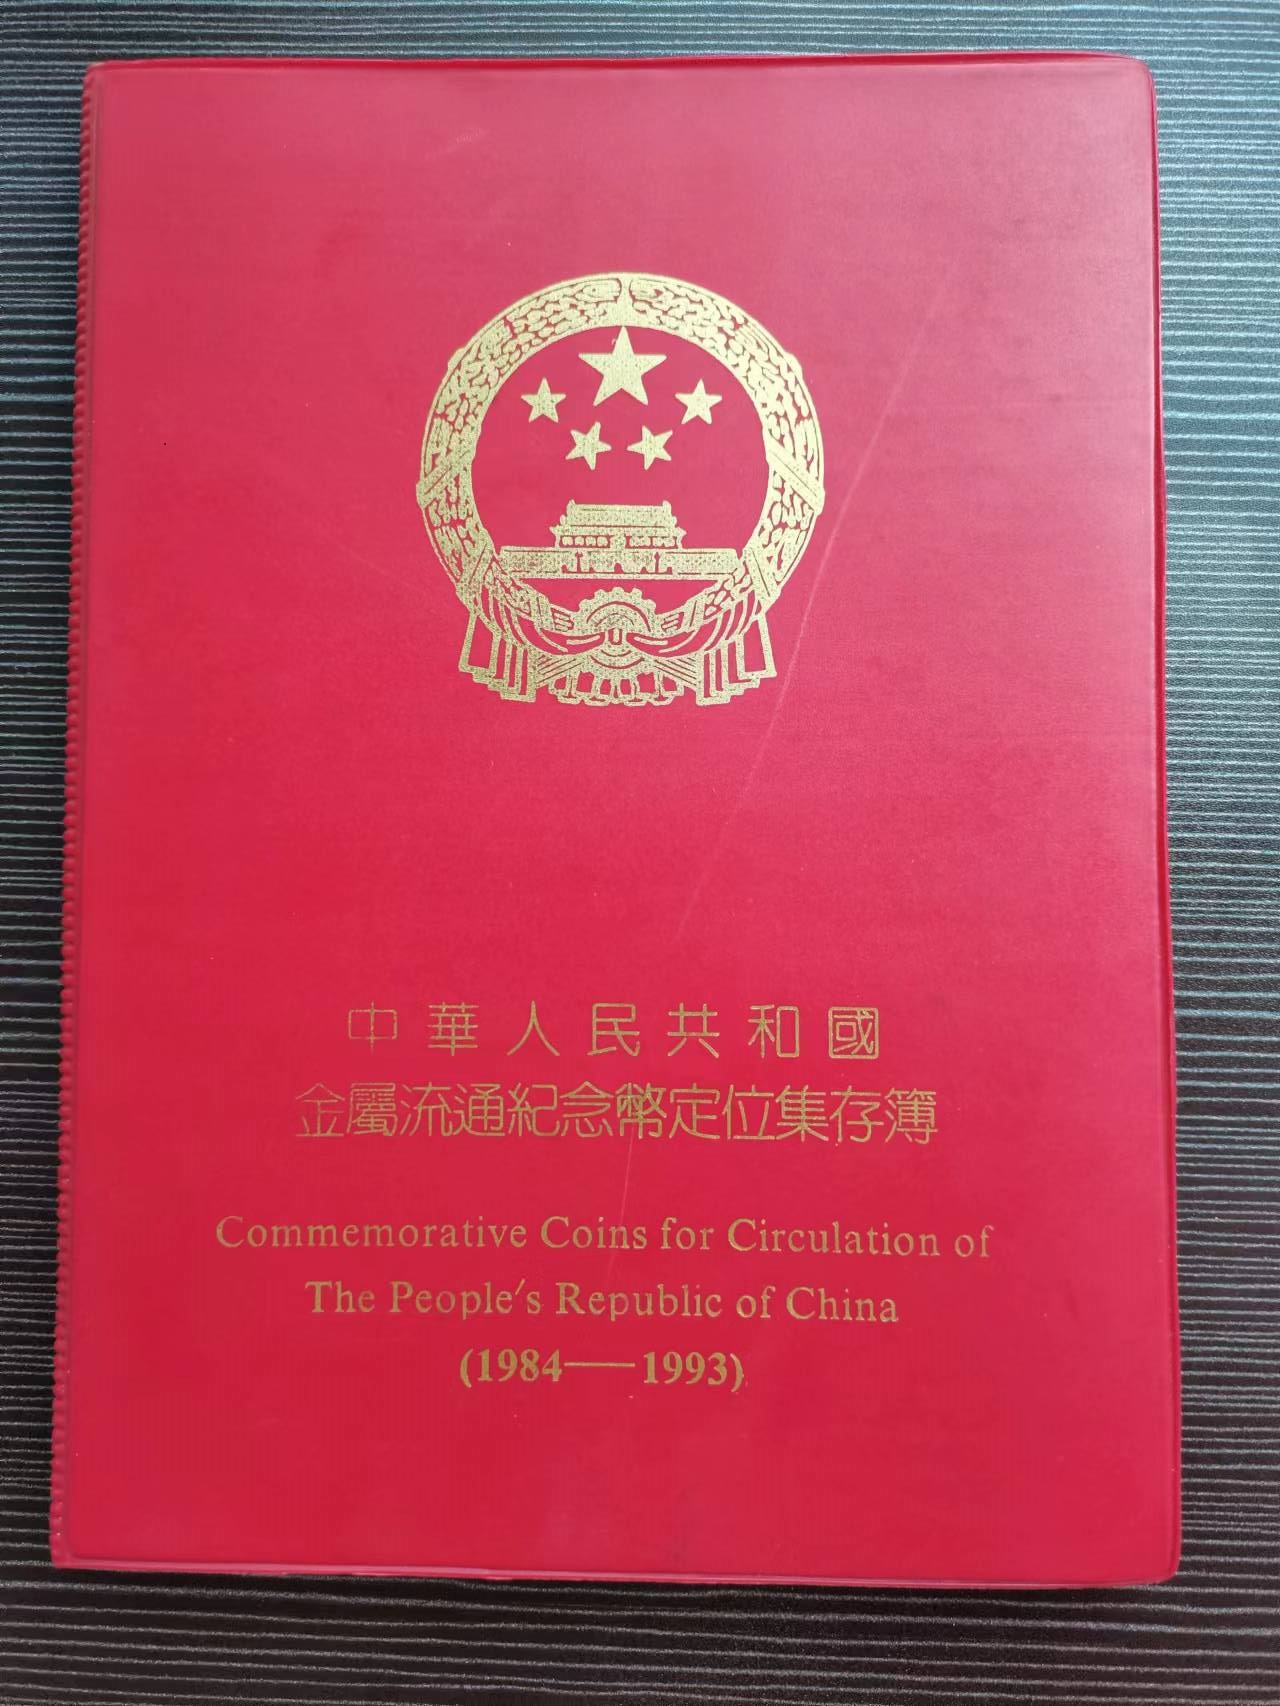 中華人民共和國
金屬流通紀念幣定位集存簿
Commemorative Coins for Circulation of
The People's Republic of China
(1984——1993)